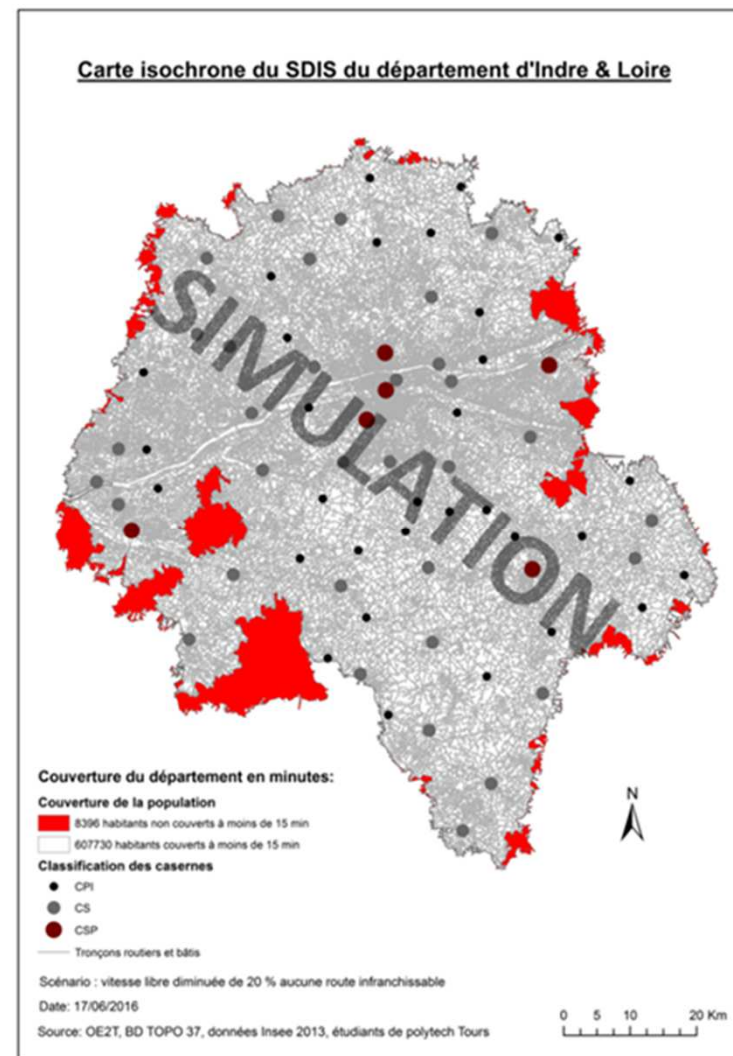 Carte isochrone du SDIS du département d'Indre & Loire
SIMULATION
Couverture du département en minutes:
Couverture de la population
8396 habitants non couverts à moins de 15 min
607730 habitants couverts à moins de 15 min
Classification des casernes
CPI
CS
CSP
Tronçons routiers et bâtis
N
Scénario : vitesse libre diminuée de 20 % aucune route infranchissable
Date: 17/06/2016
Source: OE2T, BD TOPO 37, données Insee 2013, étudiants de polytech Tours
0 5 10 20 Km